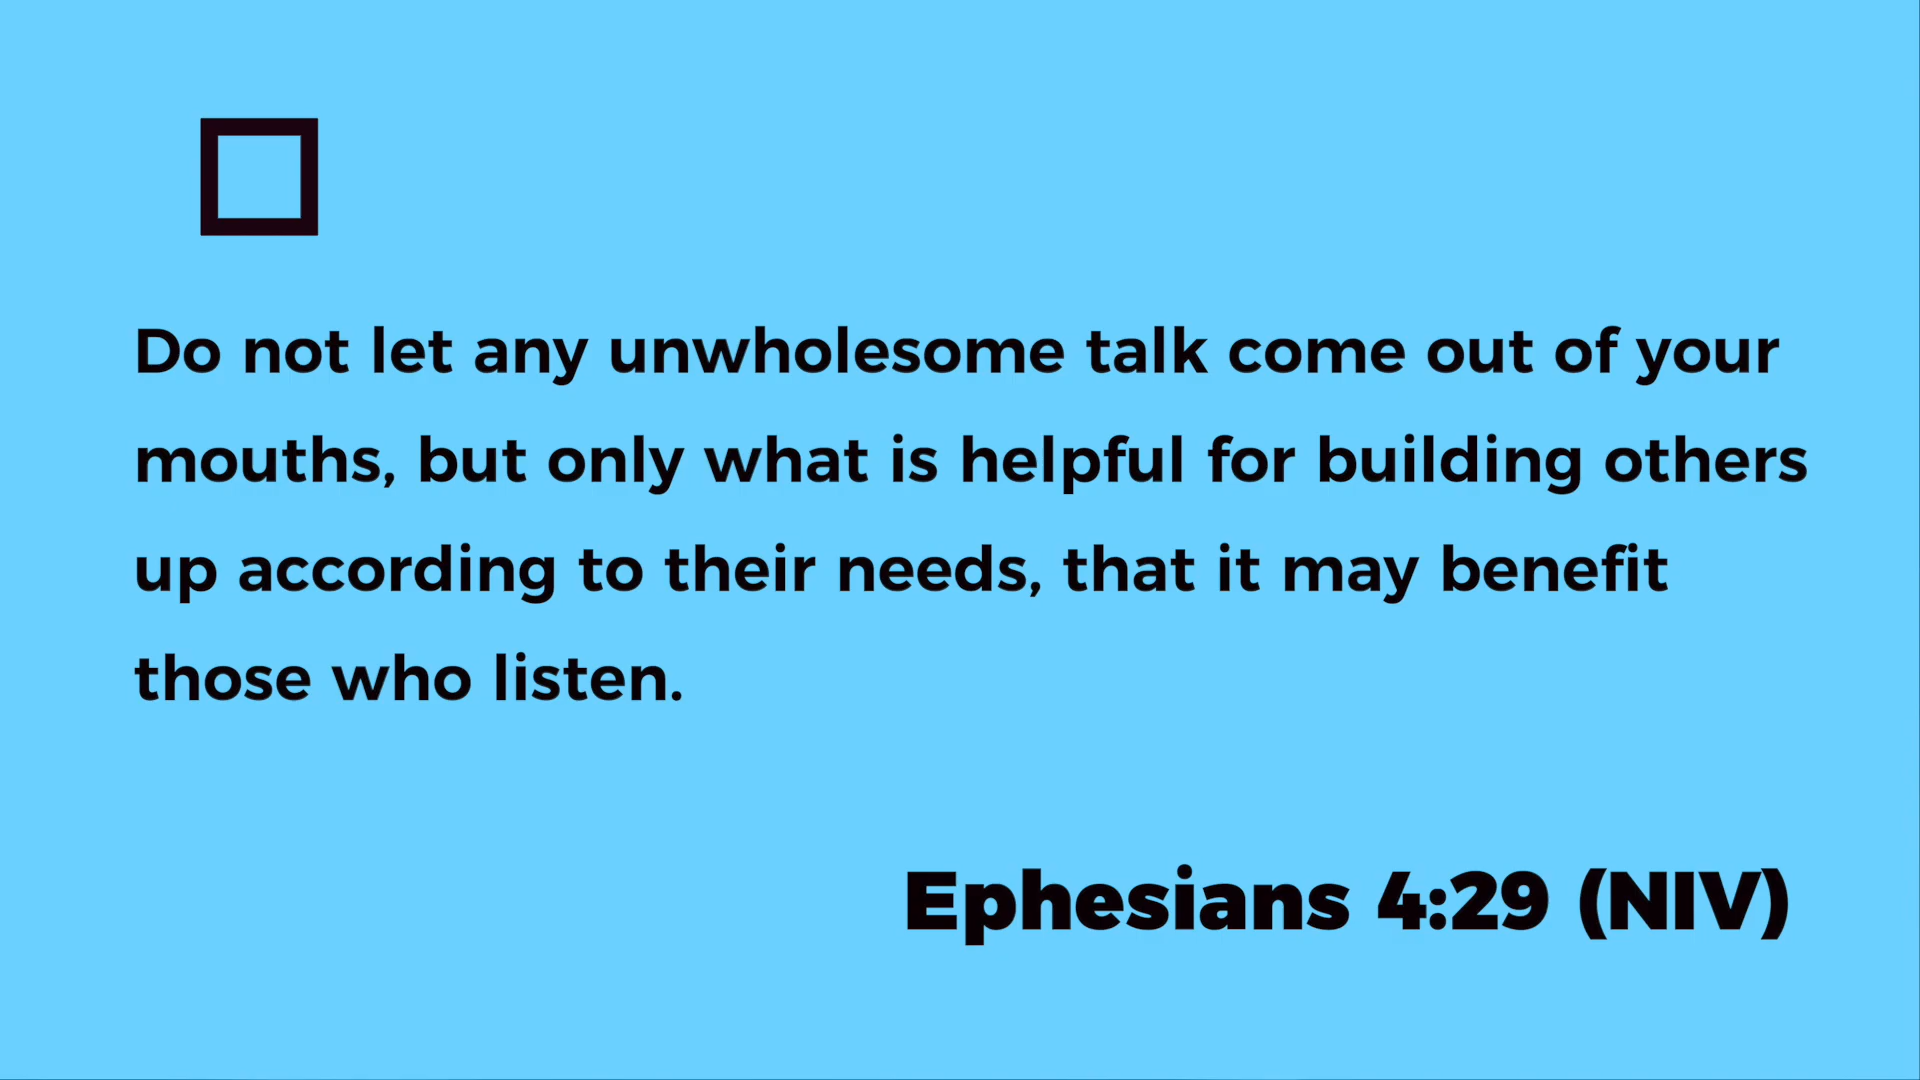 Do not let any unwholesome talk come out of your
mouths, but only what is helpful for building others
up according to their needs, that it may benefit
those who listen.
Ephesians 4:29 (NIV)